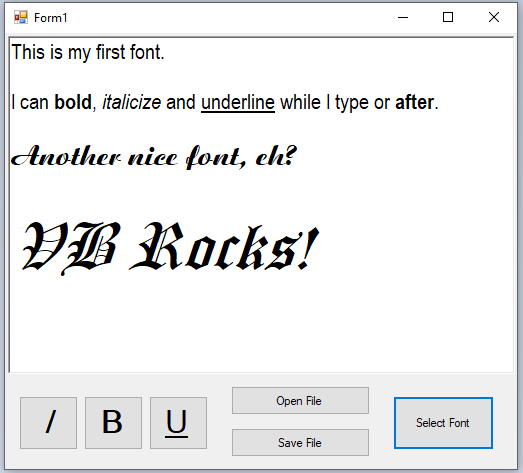 Form1
This is my first font.
I can bold, italicize and underline while I type or after.
Another nice font, eh?
VB Rocks!
I
B
U
Open File
Save File
Select Font